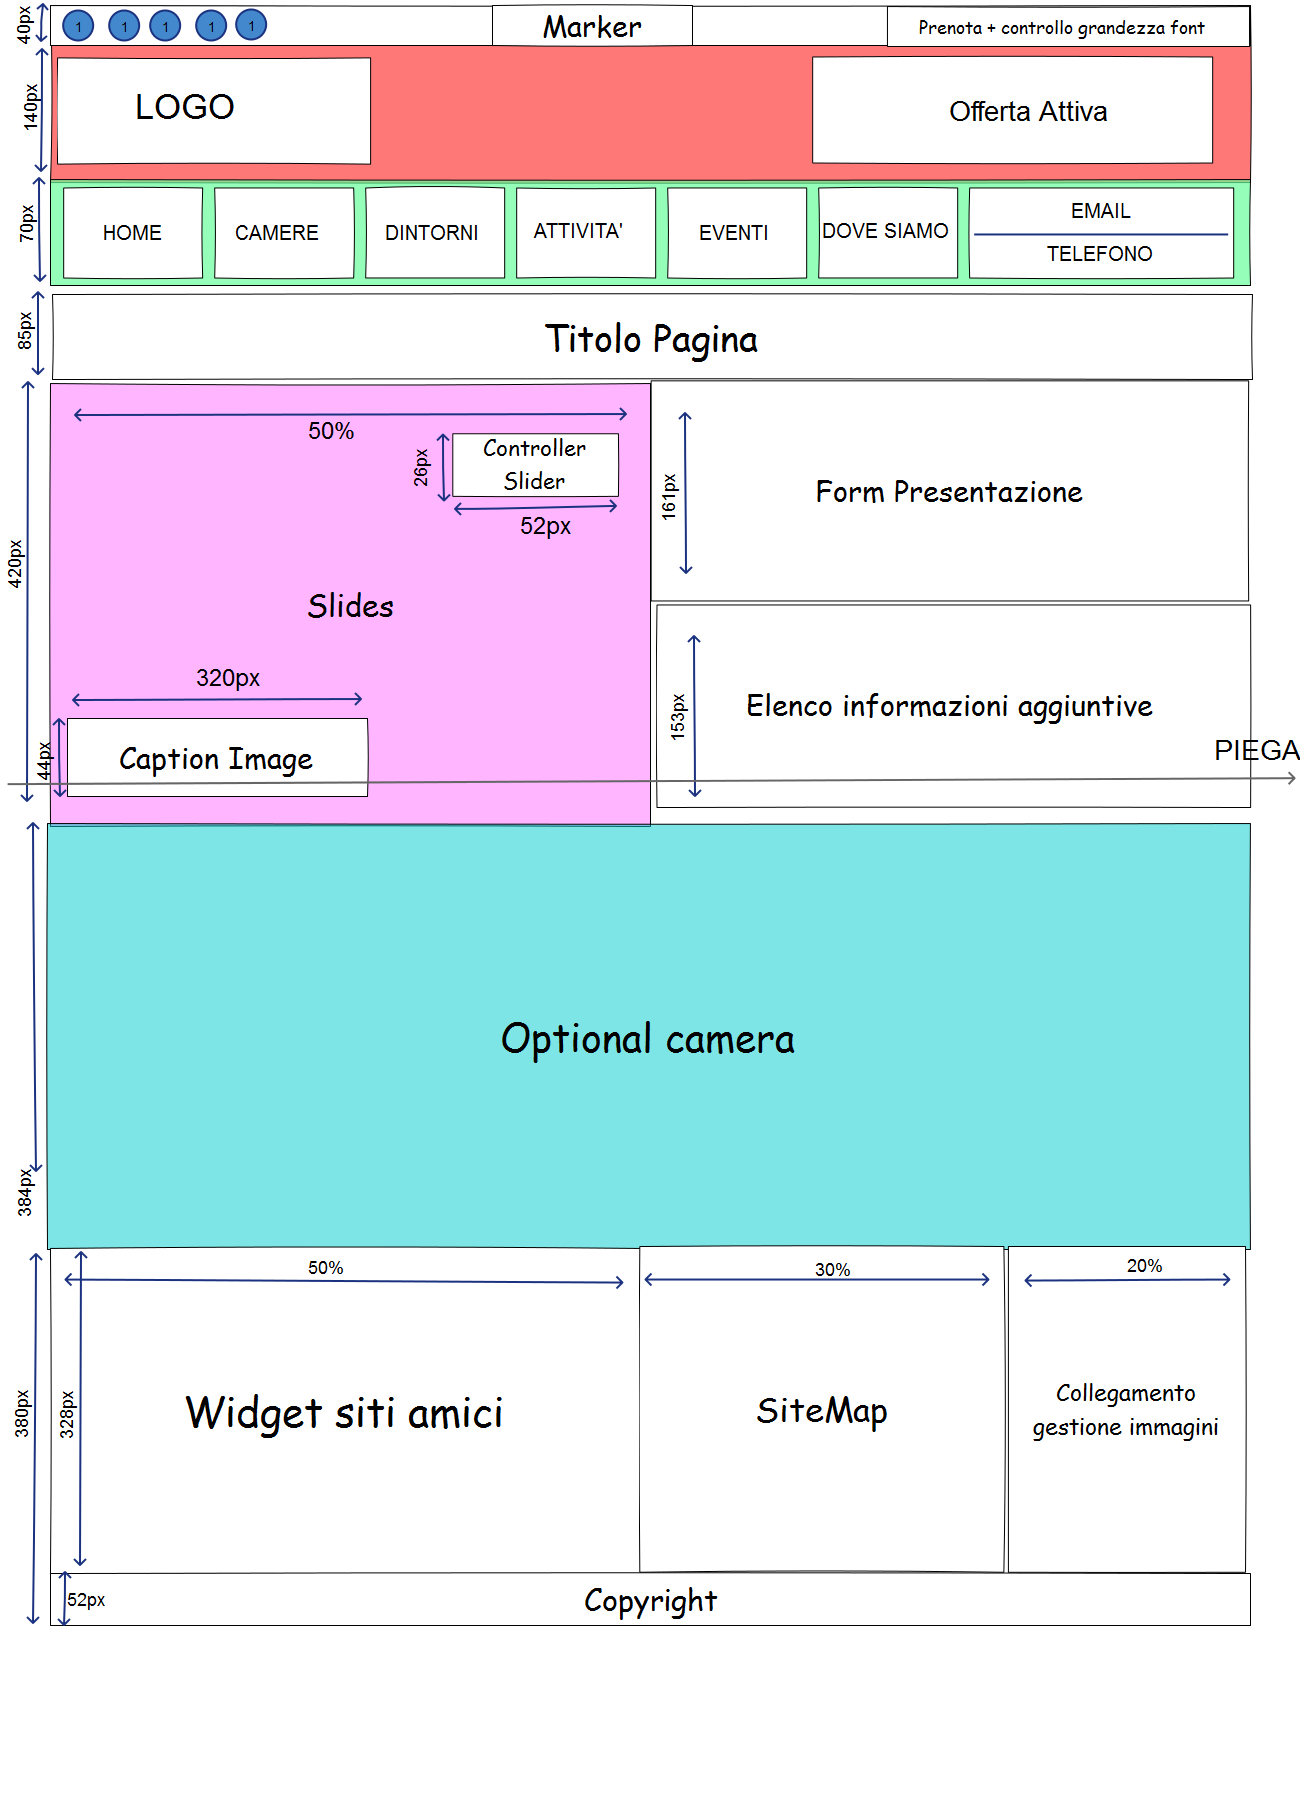 40px
1 1 1 1 1
Marker
Prenota + controllo grandezza font
140px
LOGO
Offerta Attiva
70px
HOME
CAMERE
DINTORNI
ATTIVITA'
EVENTI
DOVE SIAMO
EMAIL
TELEFONO
85px
Titolo Pagina
420px
50%
26px
Controller
Slider
52px
Slides
320px
44px
Caption Image
161px
Form Presentazione
153px
Elenco informazioni aggiuntive
PIEGA
384px
Optional camera
380px
328px
50%
Widget siti amici
30%
SiteMap
20%
Collegamento
gestione immagini
52px
Copyright